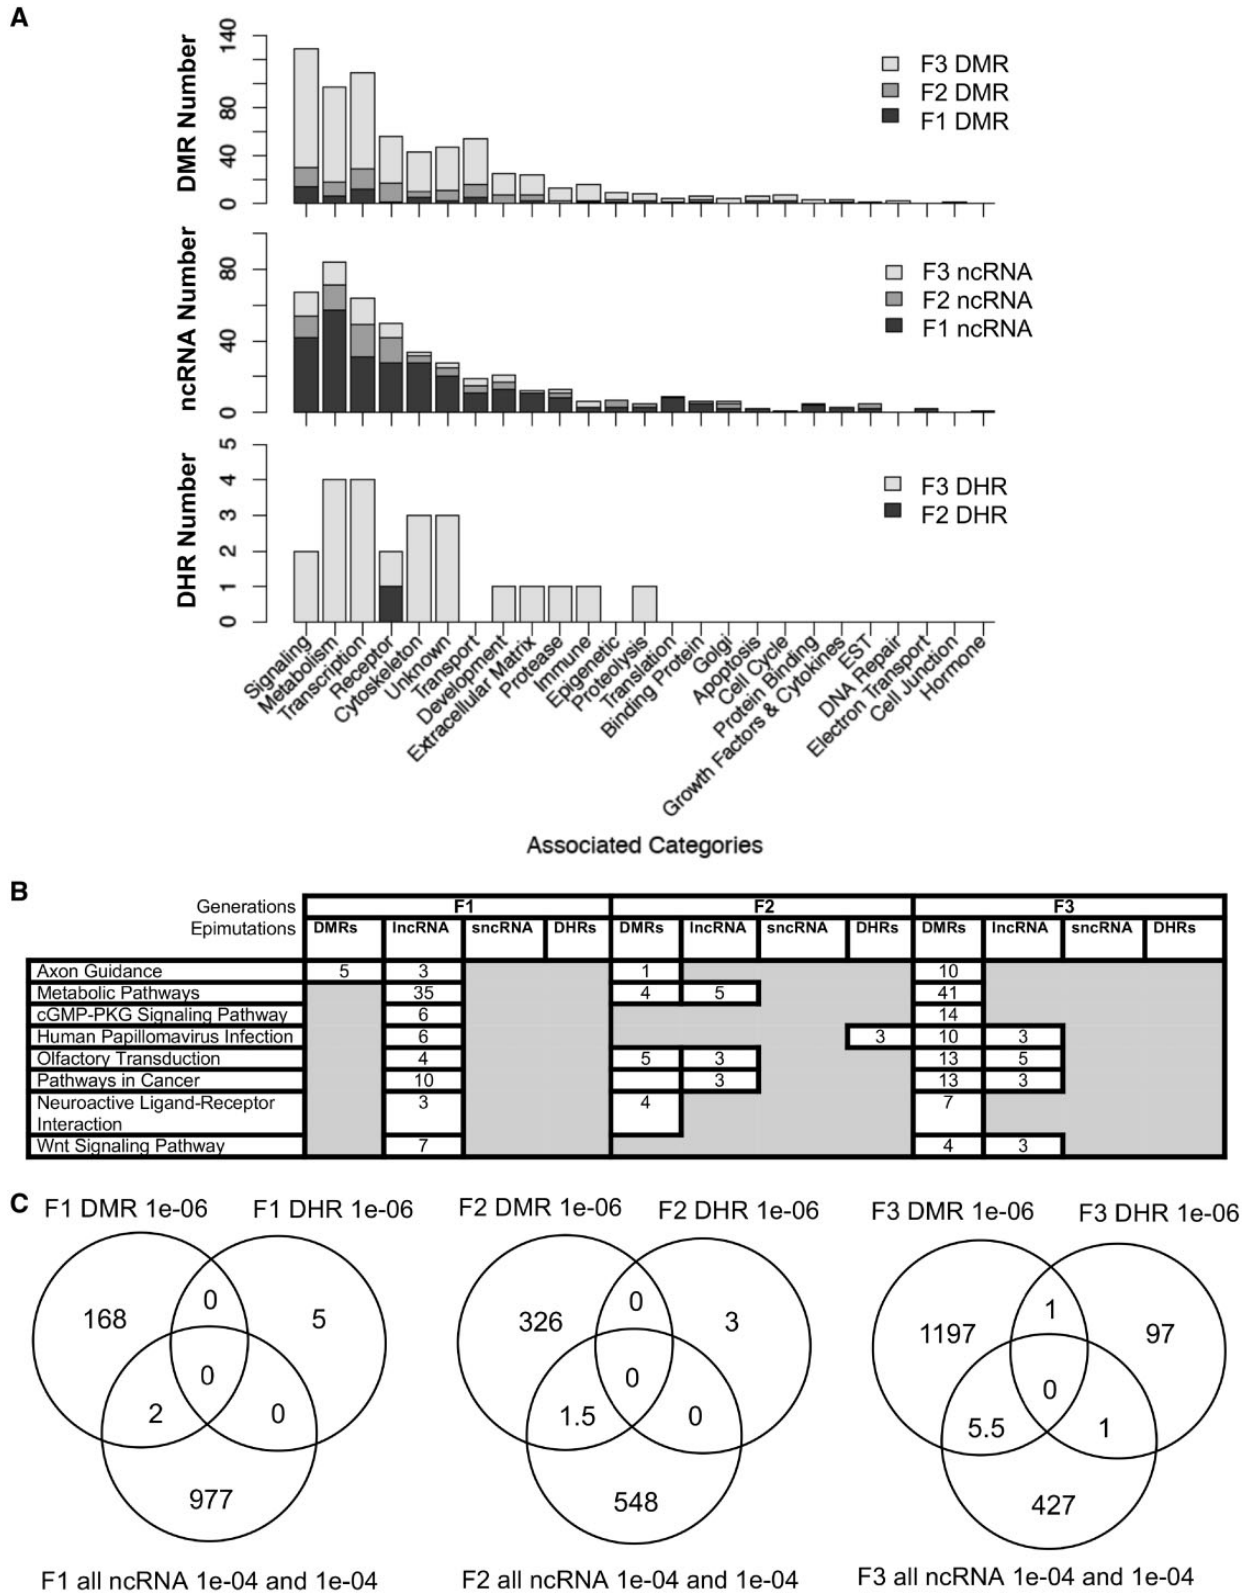 A
DMR Number
0
40
80
140
F3 DMR
F2 DMR
F1 DMR
ncRNA Number
0
40
80
F3 ncRNA
F2 ncRNA
F1 ncRNA
DHR Number
0
1
2
3
4
5
F3 DHR
F2 DHR
Signaling
Metabolism
Transcription
Receptor
Cytoskeleton
Unknown
Transport
Development
Extracellular Matrix
Protease
Immune
Epigenetic
Proteolysis
Translation
Binding Protein
Golgi
Apoptosis
Cell Cycle
Protein Binding
Growth Factors & Cytokines
EST
DNA Repair
Electron Transport
Cell Junction
Hormone
Associated Categories
B
Generations F1 F2 F3
Epimutations DMRs lncRNA sncRNA DHRs DMRs lncRNA sncRNA DHRs DMRs lncRNA sncRNA DHRs
Axon Guidance 5 3 1 10
Metabolic Pathways 35 4 5 41
cGMP-PKG Signaling Pathway 6 14
Human Papillomavirus Infection 6 3 10 3
Olfactory Transduction 4 5 3 13 5
Pathways in Cancer 10 3 13 3
Neuroactive Ligand-Receptor 3 4 7
Interaction
Wnt Signaling Pathway 7 4 3
C
F1 DMR 1e-06 F1 DHR 1e-06
168
0
5
0
2
0
977
F1 all ncRNA 1e-04 and 1e-04
F2 DMR 1e-06 F2 DHR 1e-06
326
0
3
0
1.5
0
548
F2 all ncRNA 1e-04 and 1e-04
F3 DMR 1e-06 F3 DHR 1e-06
1197
1
97
0
5.5
1
427
F3 all ncRNA 1e-04 and 1e-04